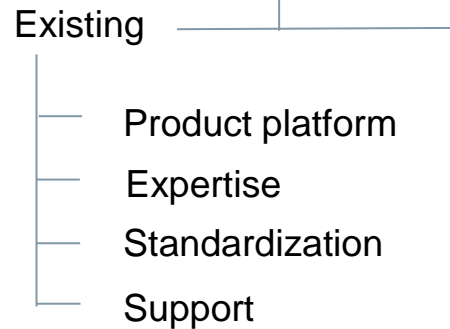 Existing
Product platform
Expertise
Standardization
Support